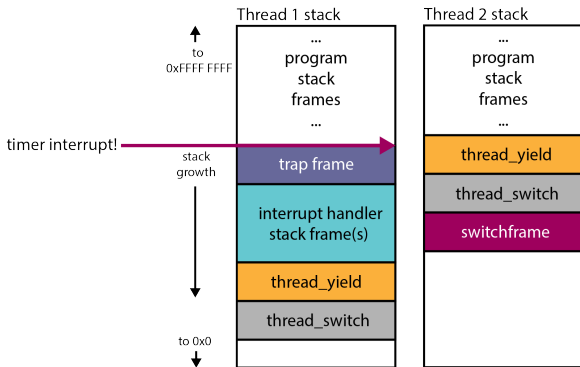 Thread 1 stack
Thread 2 stack
to
0xFFFF FFFF
...
program
stack
frames
...
...
program
stack
frames
...
timer interrupt!
stack
growth
trap frame
interrupt handler
stack frame(s)
thread_yield
thread_switch
thread_yield
thread_switch
switchframe
to 0x0